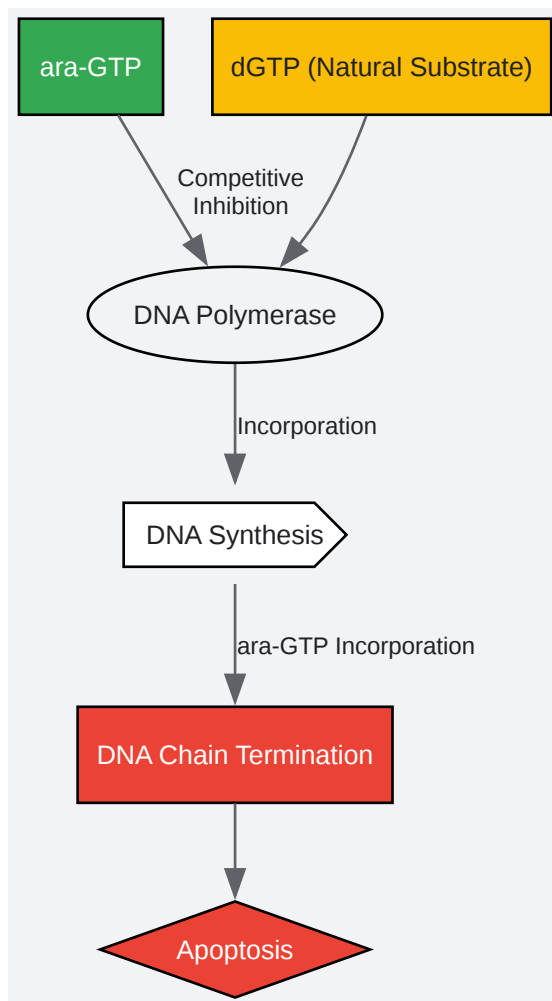 ara-GTP
dGTP (Natural Substrate)
Competitive
Inhibition
DNA Polymerase
Incorporation
DNA Synthesis
ara-GTP Incorporation
DNA Chain Termination
Apoptosis